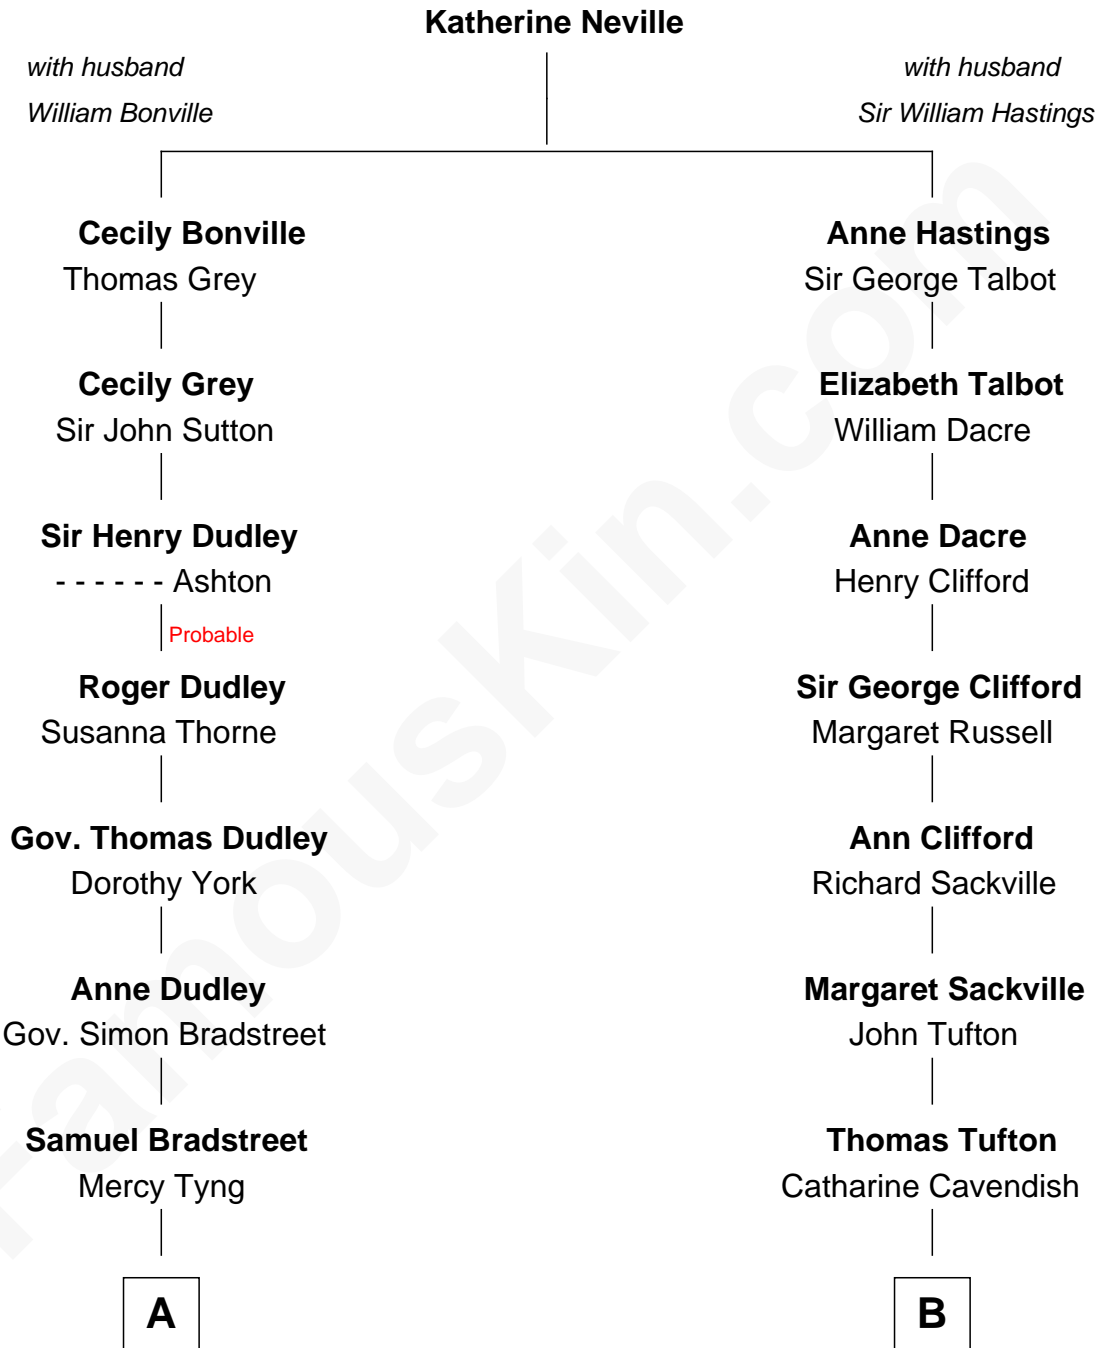 Katherine Neville
with husband
William Bonville
with husband
Sir William Hastings
Cecily Bonville
Thomas Grey
Anne Hastings
Sir George Talbot
Cecily Grey
Sir John Sutton
Elizabeth Talbot
William Dacre
Sir Henry Dudley
- - - - - - Ashton
Anne Dacre
Henry Clifford
Probable
Roger Dudley
Susanna Thorne
Sir George Clifford
Margaret Russell
Gov. Thomas Dudley
Dorothy York
Ann Clifford
Richard Sackville
Anne Dudley
Gov. Simon Bradstreet
Margaret Sackville
John Tufton
Samuel Bradstreet
Mercy Tyng
Thomas Tufton
Catharine Cavendish
A
B
FamousKin.com